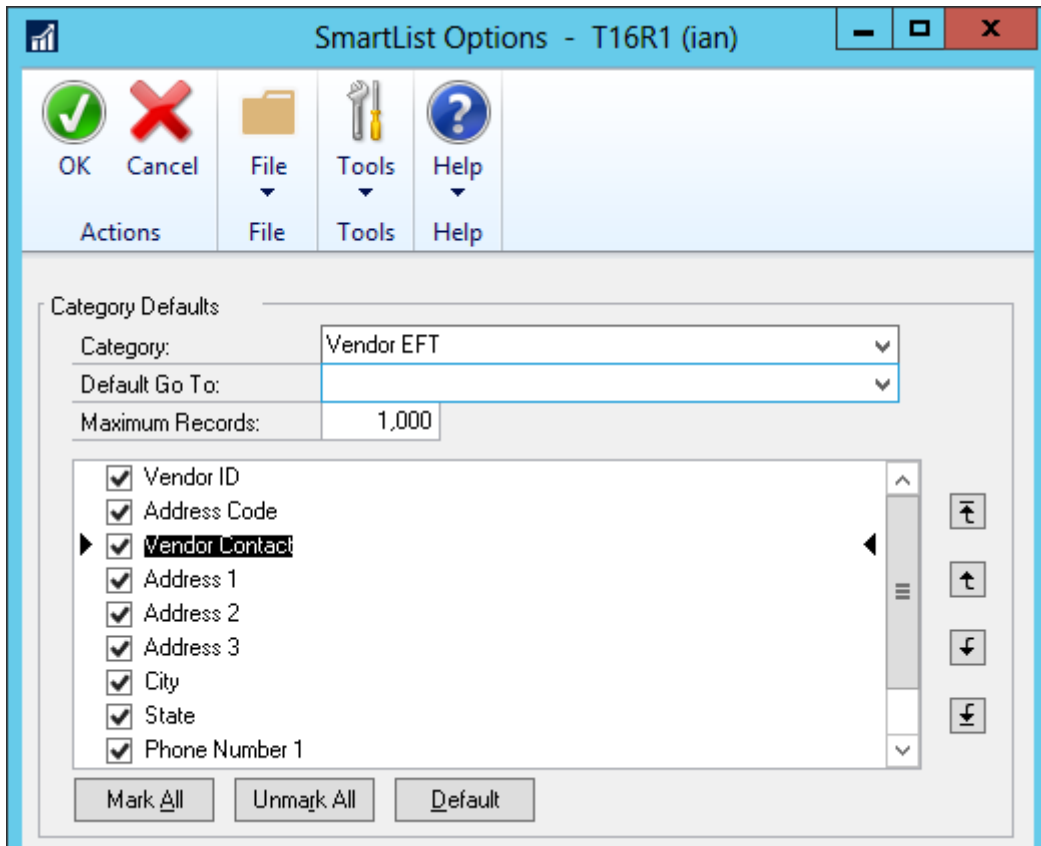 SmartList Options - T16R1 (ian)
OK Cancel File Tools Help
Actions File Tools Help
Category Defaults
Category: Vendor EFT
Default Go To:
Maximum Records: 1,000
Vendor ID
Address Code
Vendor Contact
Address 1
Address 2
Address 3
City
State
Phone Number 1
Mark All Unmark All Default